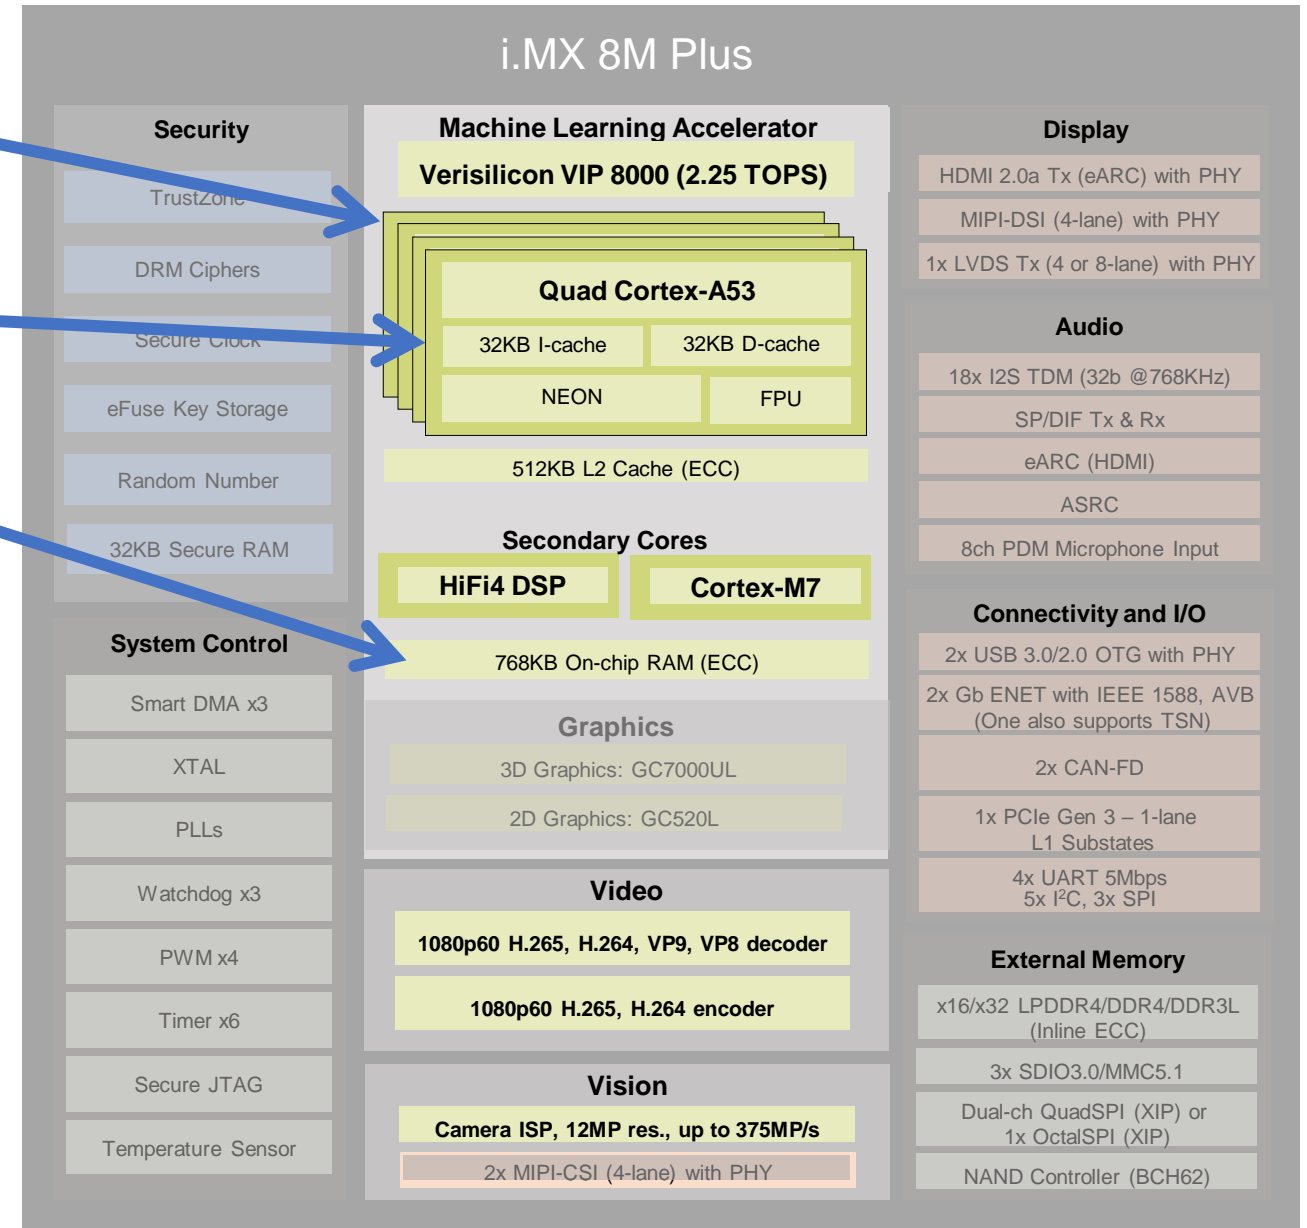 i.MX 8M Plus
Security
TrustZone
DRM Ciphers
Secure Clock
eFuse Key Storage
Random Number
32KB Secure RAM
System Control
Smart DMA x3
XTAL
PLLs
Watchdog x3
PWM x4
Timer x6
Secure JTAG
Temperature Sensor
Machine Learning Accelerator
Verisilicon VIP 8000 (2.25 TOPS)
Quad Cortex-A53
32KB I-cache
32KB D-cache
NEON
FPU
512KB L2 Cache (ECC)
Secondary Cores
HiFi4 DSP
Cortex-M7
768KB On-chip RAM (ECC)
Graphics
3D Graphics: GC7000UL
2D Graphics: GC520L
Video
1080p60 H.265, H.264, VP9, VP8 decoder
1080p60 H.265, H.264 encoder
Vision
Camera ISP, 12MP res., up to 375MP/s
2x MIPI-CSI (4-lane) with PHY
Display
HDMI 2.0a Tx (eARC) with PHY
MIPI-DSI (4-lane) with PHY
1x LVDS Tx (4 or 8-lane) with PHY
Audio
18x I2S TDM (32b @768KHz)
SP/DIF Tx & Rx
eARC (HDMI)
ASRC
8ch PDM Microphone Input
Connectivity and I/O
2x USB 3.0/2.0 OTG with PHY
2x Gb ENET with IEEE 1588, AVB
(One also supports TSN)
2x CAN-FD
1x PCIe Gen 3 – 1-lane
L1 Substates
4x UART 5Mbps
5x I²C, 3x SPI
External Memory
x16/x32 LPDDR4/DDR4/DDR3L
(Inline ECC)
3x SDIO3.0/MMC5.1
Dual-ch QuadSPI (XIP) or
1x OctalSPI (XIP)
NAND Controller (BCH62)